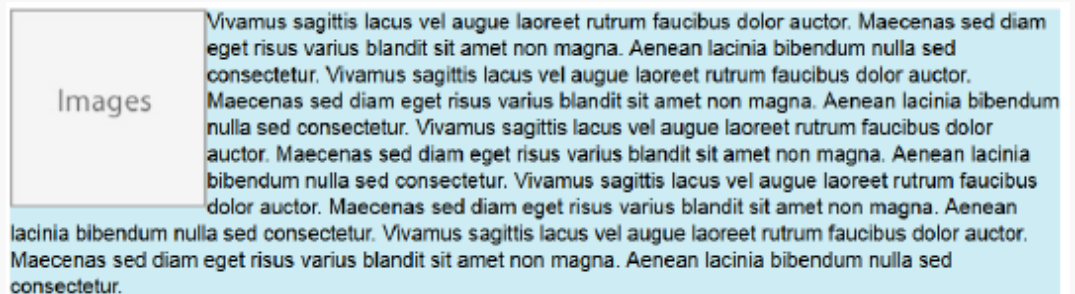 Images
Vivamus sagittis lacus vel augue laoreet rutrum faucibus dolor auctor. Maecenas sed diam
eget risus varius blandit sit amet non magna. Aenean lacinia bibendum nulla sed
consectetur. Vivamus sagittis lacus vel augue laoreet rutrum faucibus dolor auctor.
Maecenas sed diam eget risus varius blandit sit amet non magna. Aenean lacinia bibendum
nulla sed consectetur. Vivamus sagittis lacus vel augue laoreet rutrum faucibus dolor
auctor. Maecenas sed diam eget risus varius blandit sit amet non magna. Aenean lacinia
bibendum nulla sed consectetur. Vivamus sagittis lacus vel augue laoreet rutrum faucibus
dolor auctor. Maecenas sed diam eget risus varius blandit sit amet non magna. Aenean
lacinia bibendum nulla sed consectetur. Vivamus sagittis lacus vel augue laoreet rutrum faucibus dolor auctor.
Maecenas sed diam eget risus varius blandit sit amet non magna. Aenean lacinia bibendum nulla sed
consectetur.